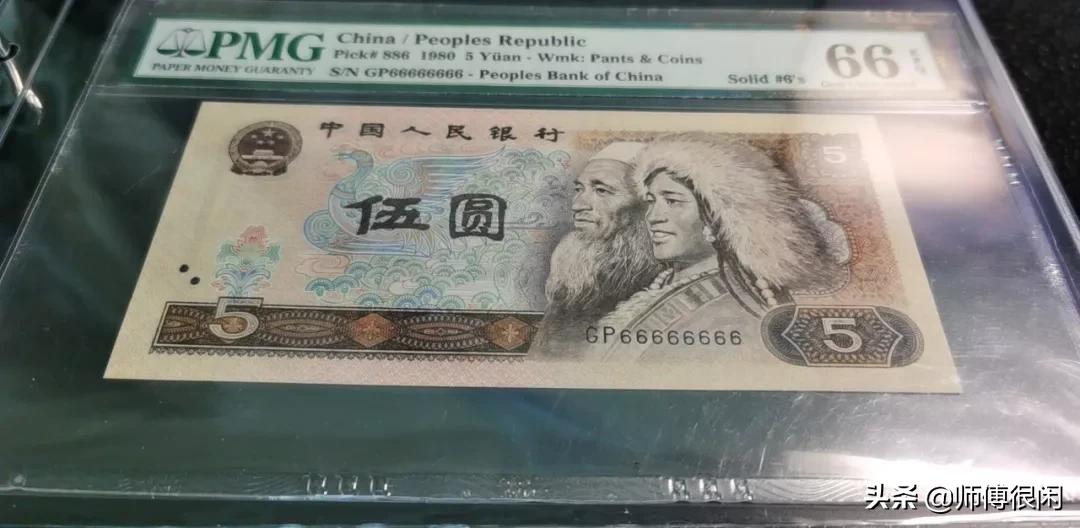 PMG
PAPER MONEY GUARANTY
China / Peoples Republic
Pick# 886 1980 5 Yüan - Wmk: Pants & Coins
S/N GP66666666 - Peoples Bank of China
Solid #6's
66
中国人民银行
5
伍圆
5
GP66666666
5
头条 @师傅很闲